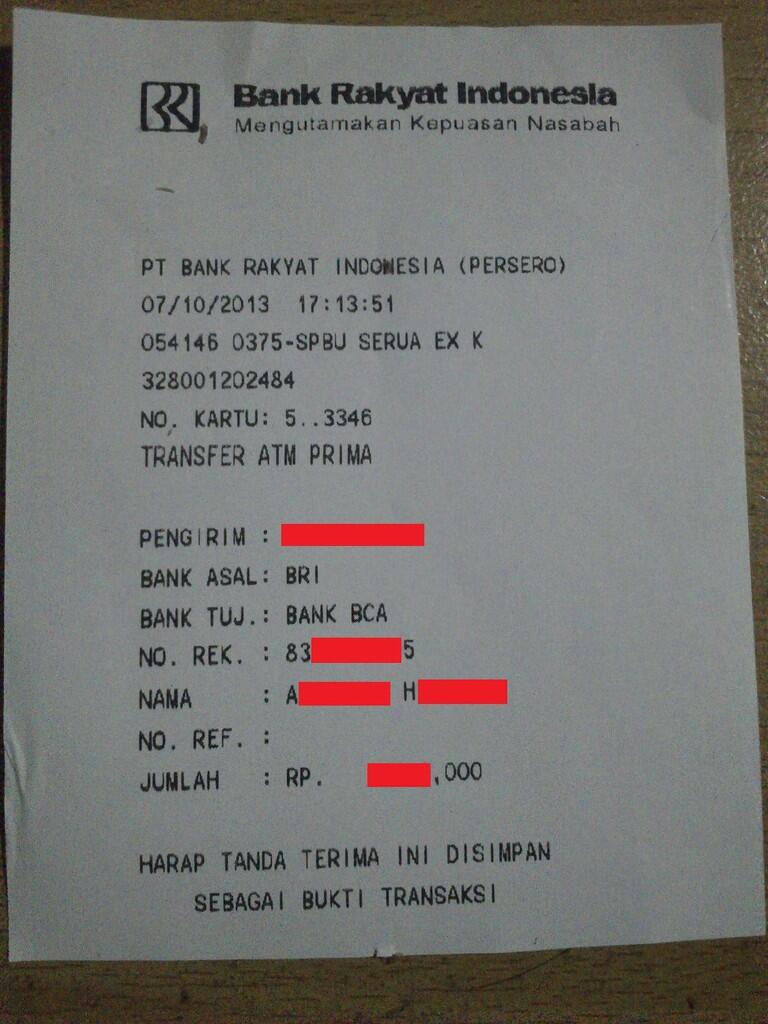 BRI
Bank Rakyat Indonesia
Mengutamakan Kepuasan Nasabah
PT BANK RAKYAT INDONESIA (PERSERO)
07/10/2013 17:13:51
054146 0375-SPBU SERUA EX K
328001202484
NO. KARTU: 5..3346
TRANSFER ATM PRIMA
PENGIRIM :
BANK ASAL: BRI
BANK TUJ.: BANK BCA
NO. REK. : 83 5
NAMA : A H
NO. REF. :
JUMLAH : RP. ,000
HARAP TANDA TERIMA INI DISIMPAN
SEBAGAI BUKTI TRANSAKSI